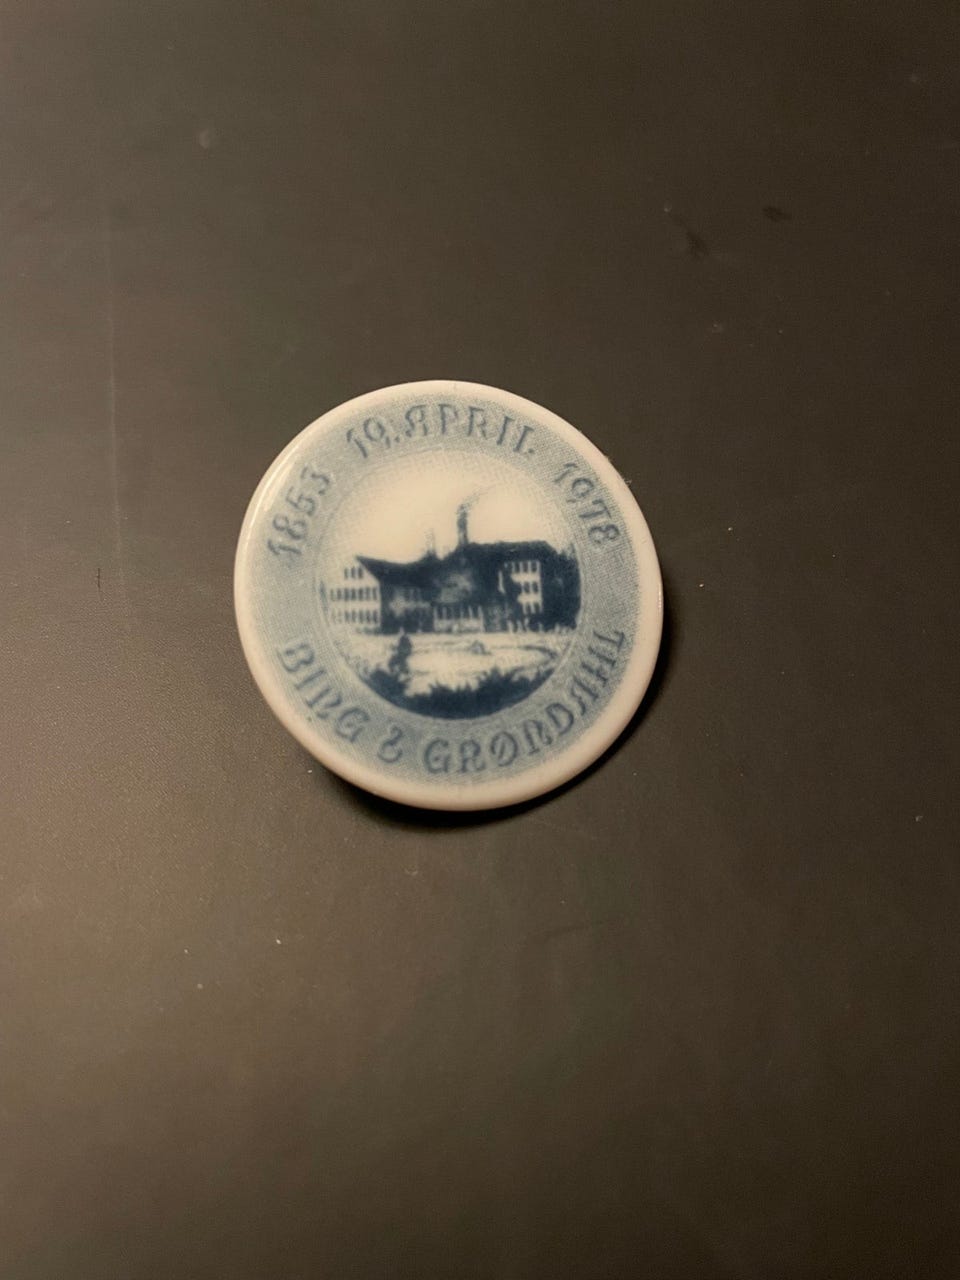 1853 19. APRIL 1978
BING & GRØNDAHL